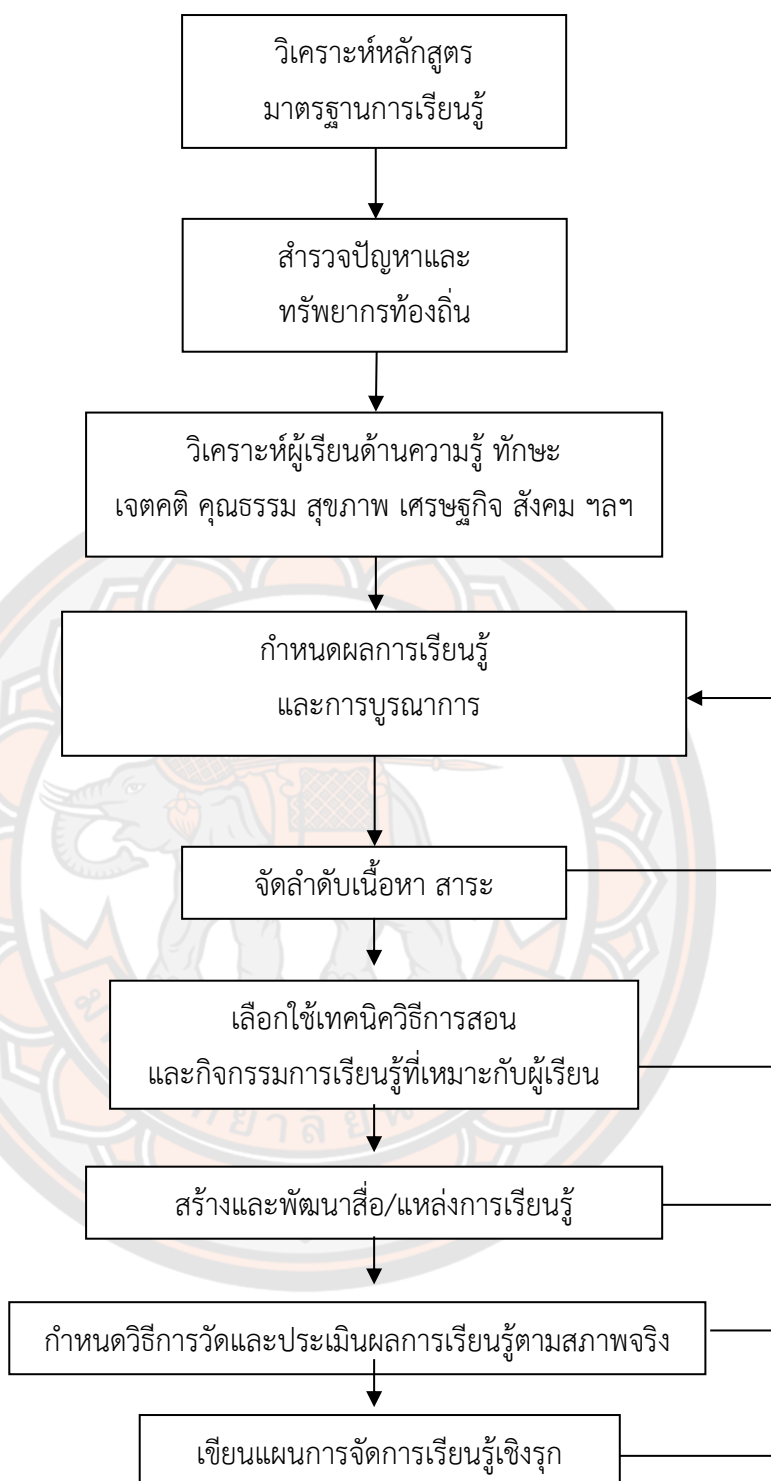 วิเคราะห์หลักสูตร
มาตรฐานการเรียนรู้
สำรวจปัญหาและ
ทรัพยากรท้องถิ่น
วิเคราะห์ผู้เรียนด้านความรู้ ทักษะ
เจตคติ คุณธรรม สุขภาพ เศรษฐกิจ สังคม ฯลฯ
กำหนดผลการเรียนรู้
และการบูรณาการ
จัดลำดับเนื้อหา สาระ
เลือกใช้เทคนิควิธีการสอน
และกิจกรรมการเรียนรู้ที่เหมาะกับผู้เรียน
สร้างและพัฒนาสื่อ/แหล่งการเรียนรู้
กำหนดวิธีการวัดและประเมินผลการเรียนรู้ตามสภาพจริง
เขียนแผนการจัดการเรียนรู้เชิงรุก